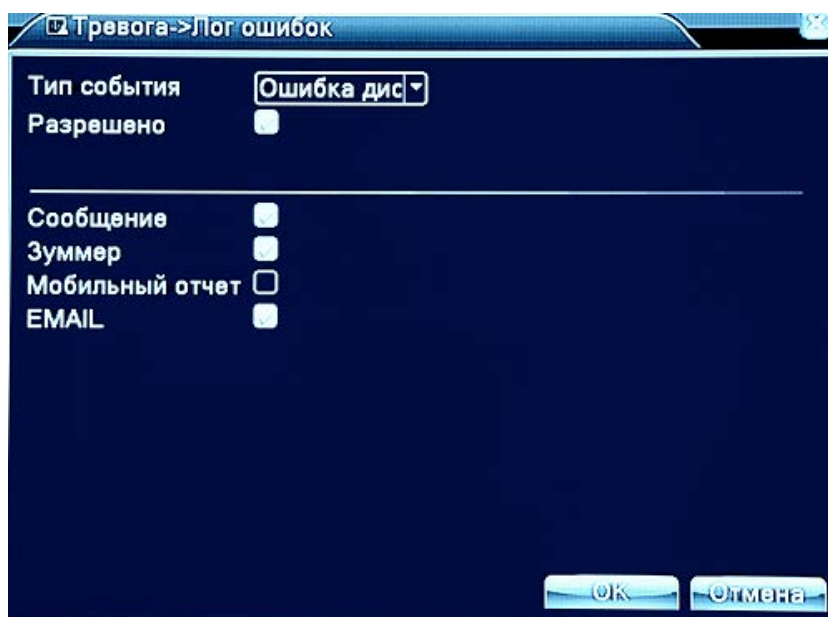 Тревога->Лог ошибок
Тип события Ошибка дис
Разрешено
Сообщение
Зуммер
Мобильный отчет
EMAIL
OK Отмена